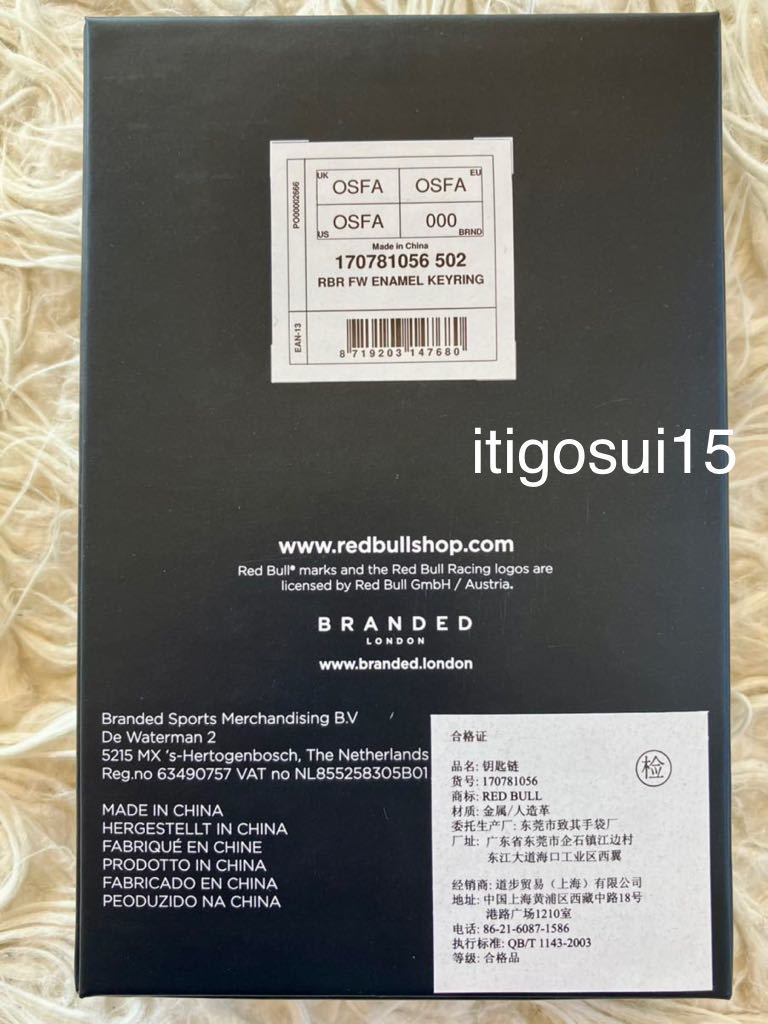 PO00002666
EAN-13
UK OSFA OSFA EU
US OSFA 000 BRND
Made in China
170781056 502
RBR FW ENAMEL KEYRING
8 719203 147680
itigosui15
www.redbullshop.com
Red Bull® marks and the Red Bull Racing logos are
licensed by Red Bull GmbH / Austria.
BRANDED
LONDON
www.branded.london
Branded Sports Merchandising B.V
De Waterman 2
5215 MX 's-Hertogenbosch, The Netherlands
Reg.no 63490757 VAT no NL855258305B01
MADE IN CHINA
HERGESTELLT IN CHINA
FABRIQUÉ EN CHINE
PRODOTTO IN CHINA
FABRICADO EN CHINA
PEODUZIDO NA CHINA
合格证
检
品名: 钥匙链
货号: 170781056
商标: RED BULL
材质: 金属/人造革
委托生产厂: 东莞市致其手袋厂
厂址: 广东省东莞市企石镇江边村
东江大道海口工业区西翼
经销商: 道步贸易（上海）有限公司
地址: 中国上海黄浦区西藏中路18号
港路广场1210室
电话: 86-21-6087-1586
执行标准: QB/T 1143-2003
等级: 合格品